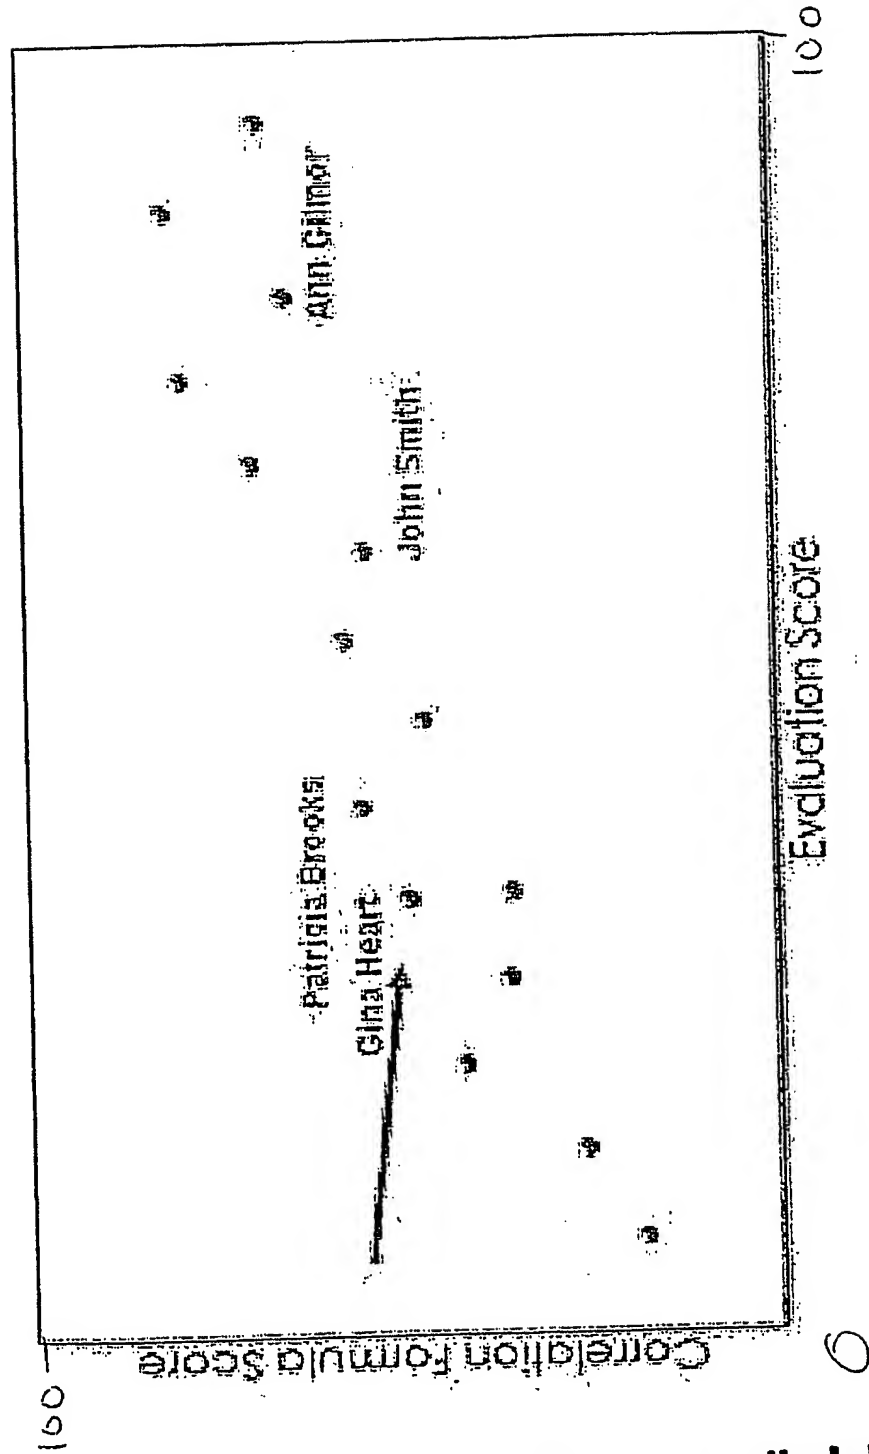 100
Correlation Formula Score
Patricia Brooks
Gina Heart
John Smith
Ann Gilmor
0
Evaluation Score
100